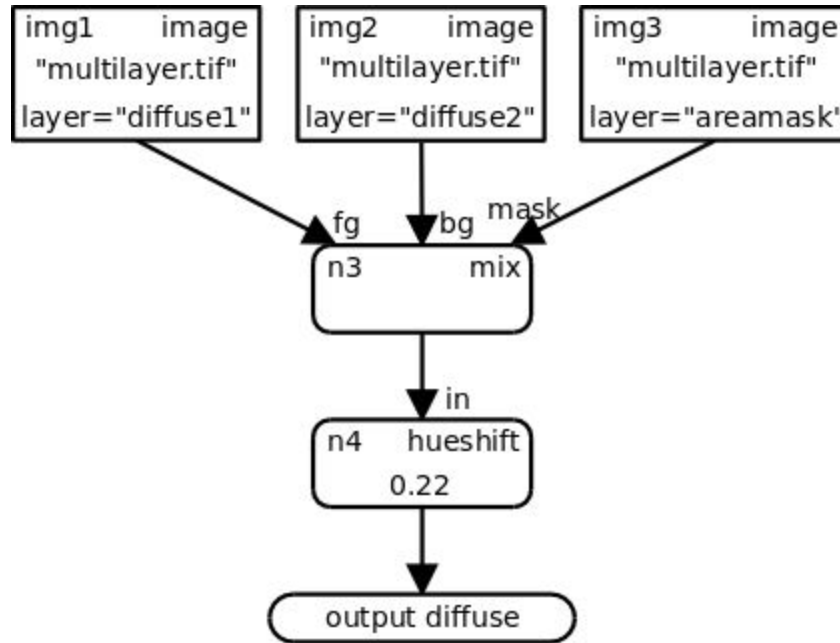 img1 image
"multilayer.tif"
layer="diffuse1"
img2 image
"multilayer.tif"
layer="diffuse2"
img3 image
"multilayer.tif"
layer="areamask"
fg
bg
mask
n3 mix
in
n4 hueshift
0.22
output diffuse